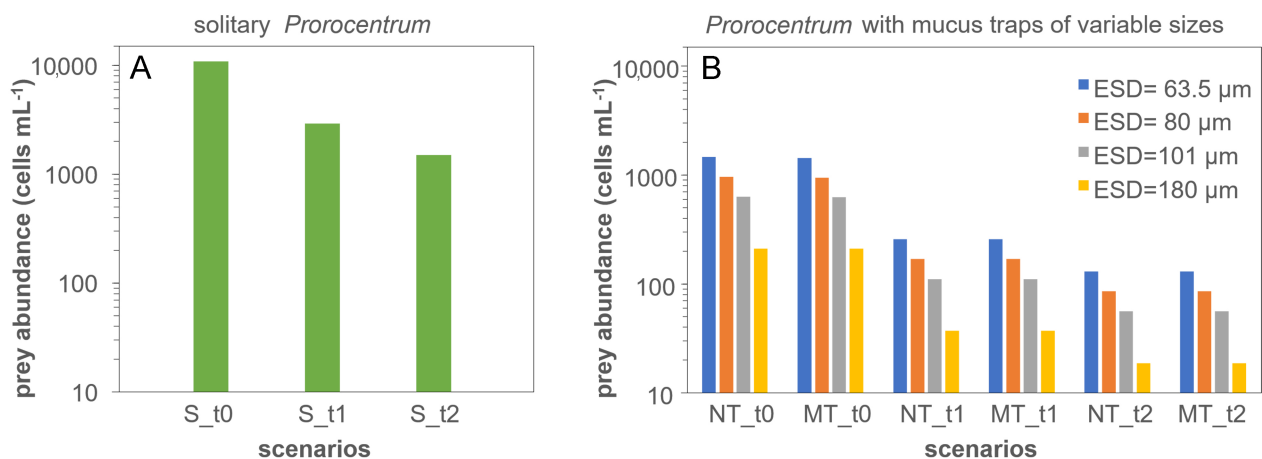 solitary Prorocentrum
A
prey abundance (cells mL-1)
10,000
1000
100
10
S_t0 S_t1 S_t2
scenarios
Prorocentrum with mucus traps of variable sizes
B
prey abundance (cells mL-1)
10,000
1000
100
10
ESD= 63.5 µm
ESD= 80 µm
ESD=101 µm
ESD=180 µm
NT_t0 MT_t0 NT_t1 MT_t1 NT_t2 MT_t2
scenarios